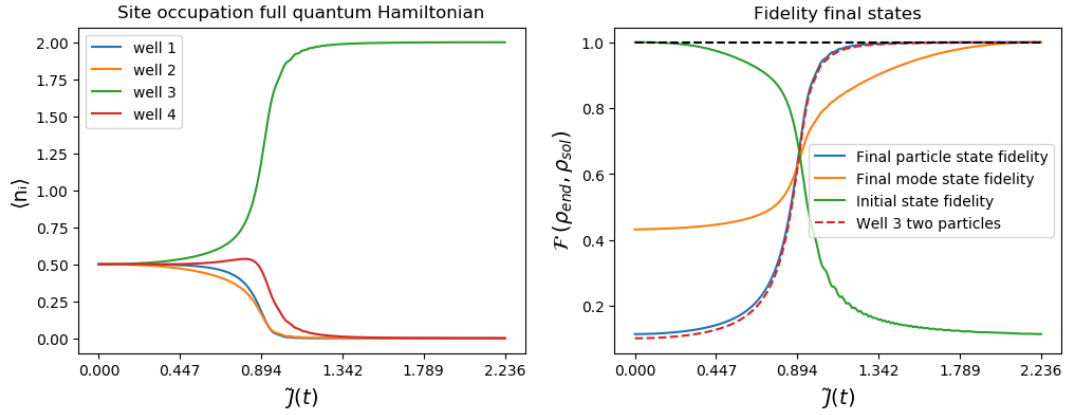 Site occupation full quantum Hamiltonian
2.00
1.75
1.50
1.25
1.00
0.75
0.50
0.25
0.00
⟨nᵢ⟩
well 1
well 2
well 3
well 4
0.000 0.447 0.894 1.342 1.789 2.236
J̃(t)
Fidelity final states
1.0
0.8
0.6
0.4
0.2
ℱ (ρ_end, ρ_sol)
Final particle state fidelity
Final mode state fidelity
Initial state fidelity
Well 3 two particles
0.000 0.447 0.894 1.342 1.789 2.236
J̃(t)